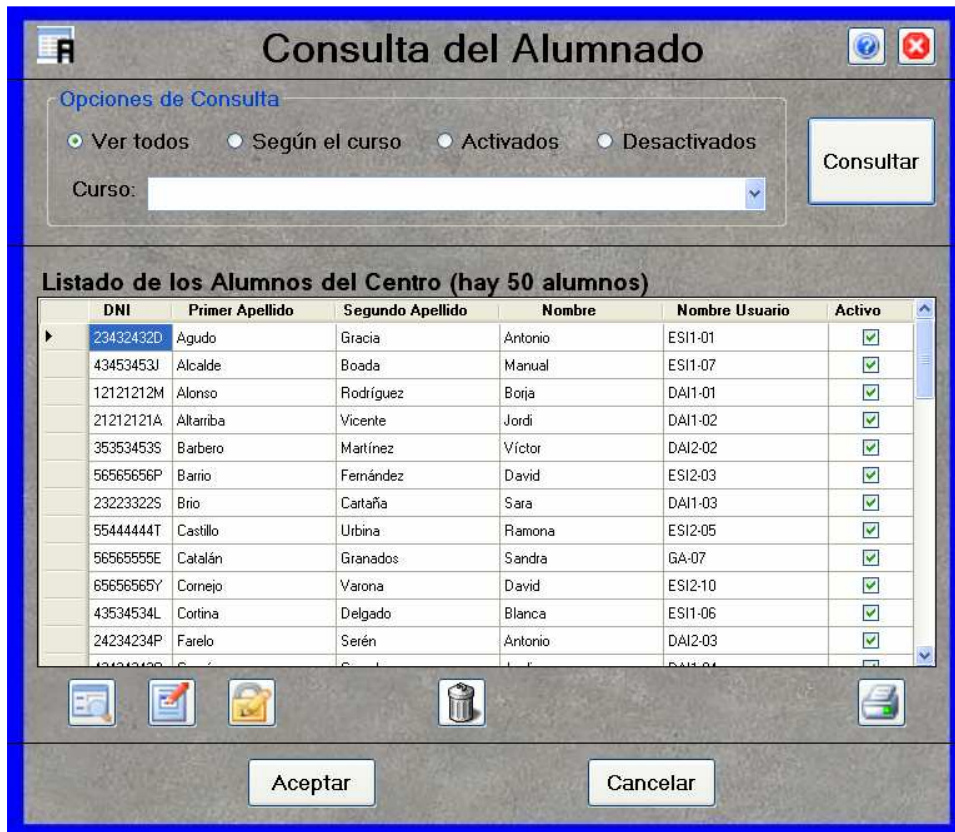 Consulta del Alumnado
Opciones de Consulta
Ver todos Según el curso Activados Desactivados
Consultar
Curso:
Listado de los Alumnos del Centro (hay 50 alumnos)
DNI Primer Apellido Segundo Apellido Nombre Nombre Usuario Activo
23432432D Agudo Gracia Antonio ESI1-01
43453453J Alcalde Boada Manual ESI1-07
12121212M Alonso Rodríguez Borja DAI1-01
21212121A Altarriba Vicente Jordi DAI1-02
35353453S Barbero Martínez Víctor DAI2-02
56565656P Barrio Fernández David ESI2-03
23223322S Brio Cartaña Sara DAI1-03
55444444T Castillo Urbina Ramona ESI2-05
56565555E Catalán Granados Sandra GA-07
65656565Y Cornejo Varona David ESI2-10
43534534L Cortina Delgado Blanca ESI1-06
24234234P Farelo Serén Antonio DAI2-03
Aceptar Cancelar